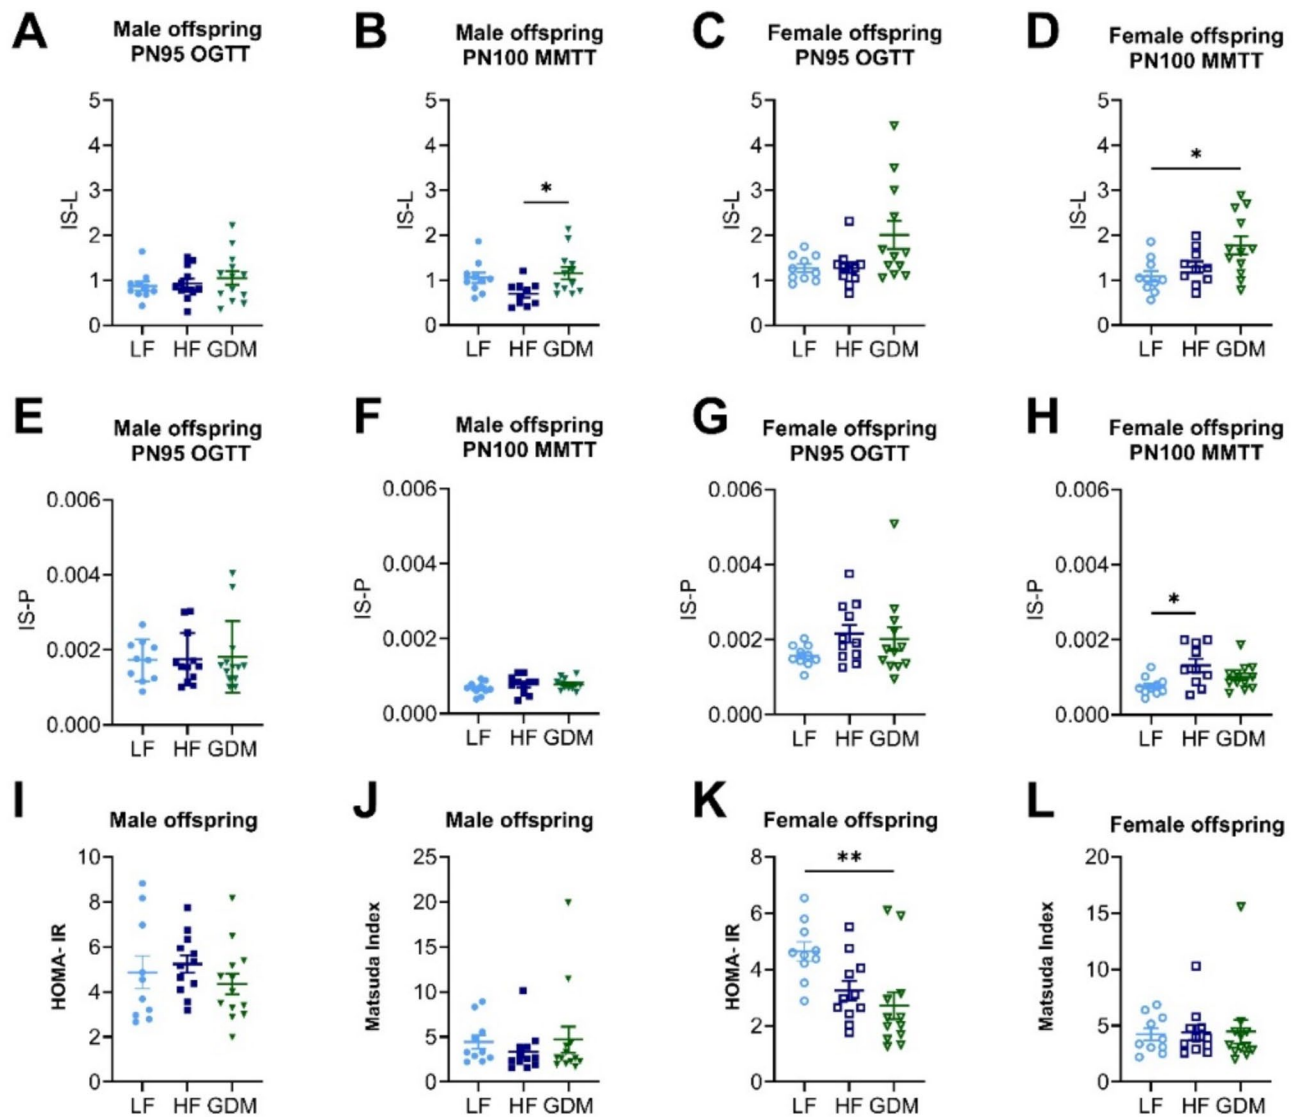 A
Male offspring
PN95 OGTT
IS-L
5
4
3
2
1
0
LF HF GDM
B
Male offspring
PN100 MMTT
IS-L
5
4
3
2
1
0
*
LF HF GDM
C
Female offspring
PN95 OGTT
IS-L
5
4
3
2
1
0
LF HF GDM
D
Female offspring
PN100 MMTT
IS-L
5
4
3
2
1
0
*
LF HF GDM
E
Male offspring
PN95 OGTT
IS-P
0.006
0.004
0.002
0.000
LF HF GDM
F
Male offspring
PN100 MMTT
IS-P
0.006
0.004
0.002
0.000
LF HF GDM
G
Female offspring
PN95 OGTT
IS-P
0.006
0.004
0.002
0.000
LF HF GDM
H
Female offspring
PN100 MMTT
IS-P
0.006
0.004
0.002
0.000
*
LF HF GDM
I
Male offspring
HOMA- IR
10
8
6
4
2
0
LF HF GDM
J
Male offspring
Matsuda Index
25
20
15
10
5
0
LF HF GDM
K
Female offspring
HOMA- IR
8
6
4
2
0
**
LF HF GDM
L
Female offspring
Matsuda Index
20
15
10
5
0
LF HF GDM